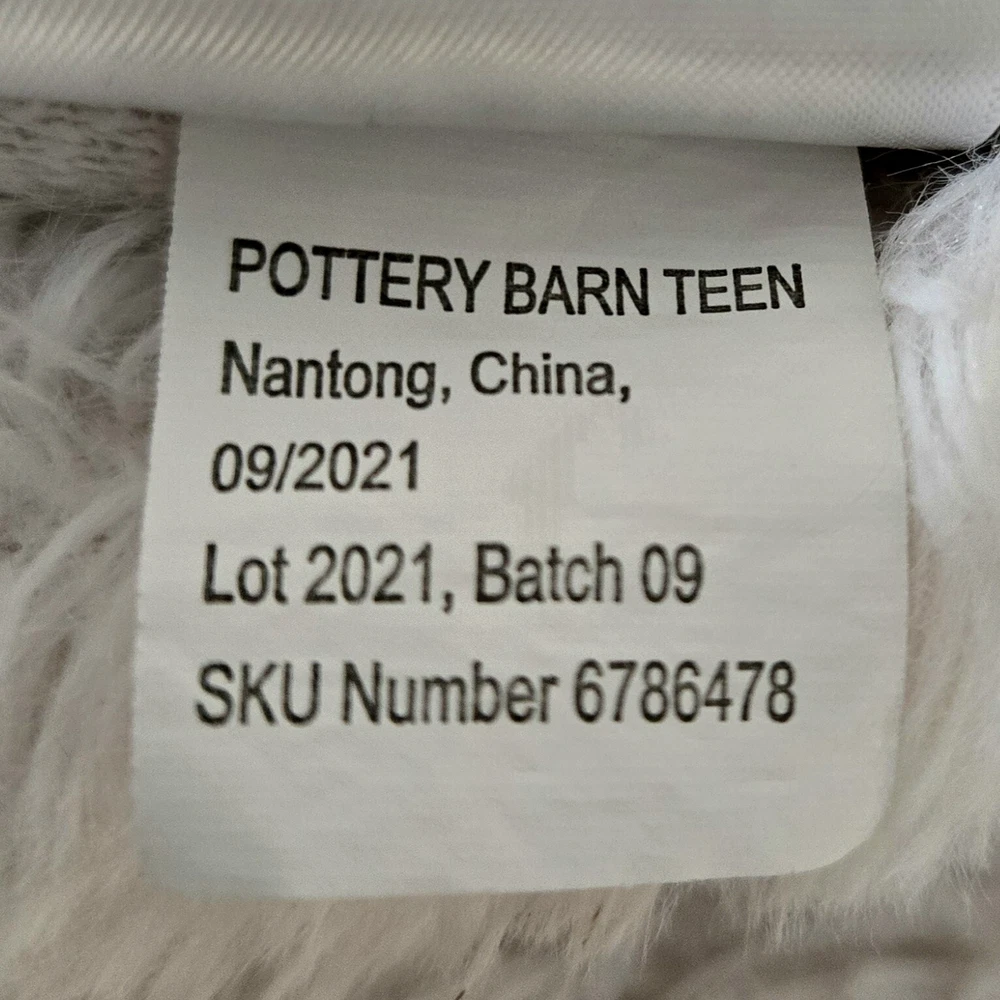 POTTERY BARN TEEN
Nantong, China,
09/2021
Lot 2021, Batch 09
SKU Number 6786478